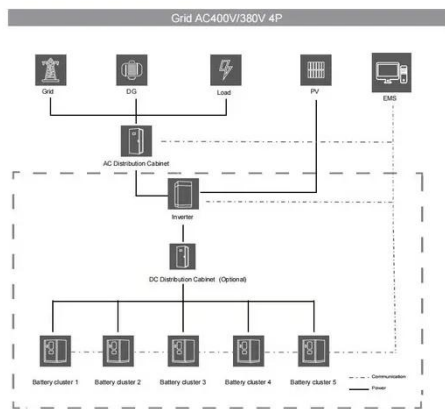 Grid AC400V/380V 4P
Grid DG Load PV EMS
AC Distribution Cabinet
Inverter
DC Distribution Cabinet (Optional)
Battery cluster 1 Battery cluster 2 Battery cluster 3 Battery cluster 4 Battery cluster 5
Communication
Power